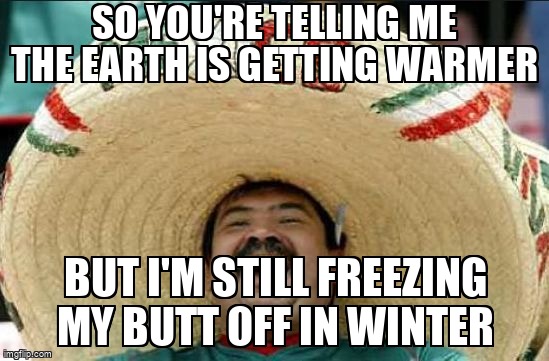 SO YOU'RE TELLING ME
THE EARTH IS GETTING WARMER
BUT I'M STILL FREEZING
MY BUTT OFF IN WINTER
imgflip.com